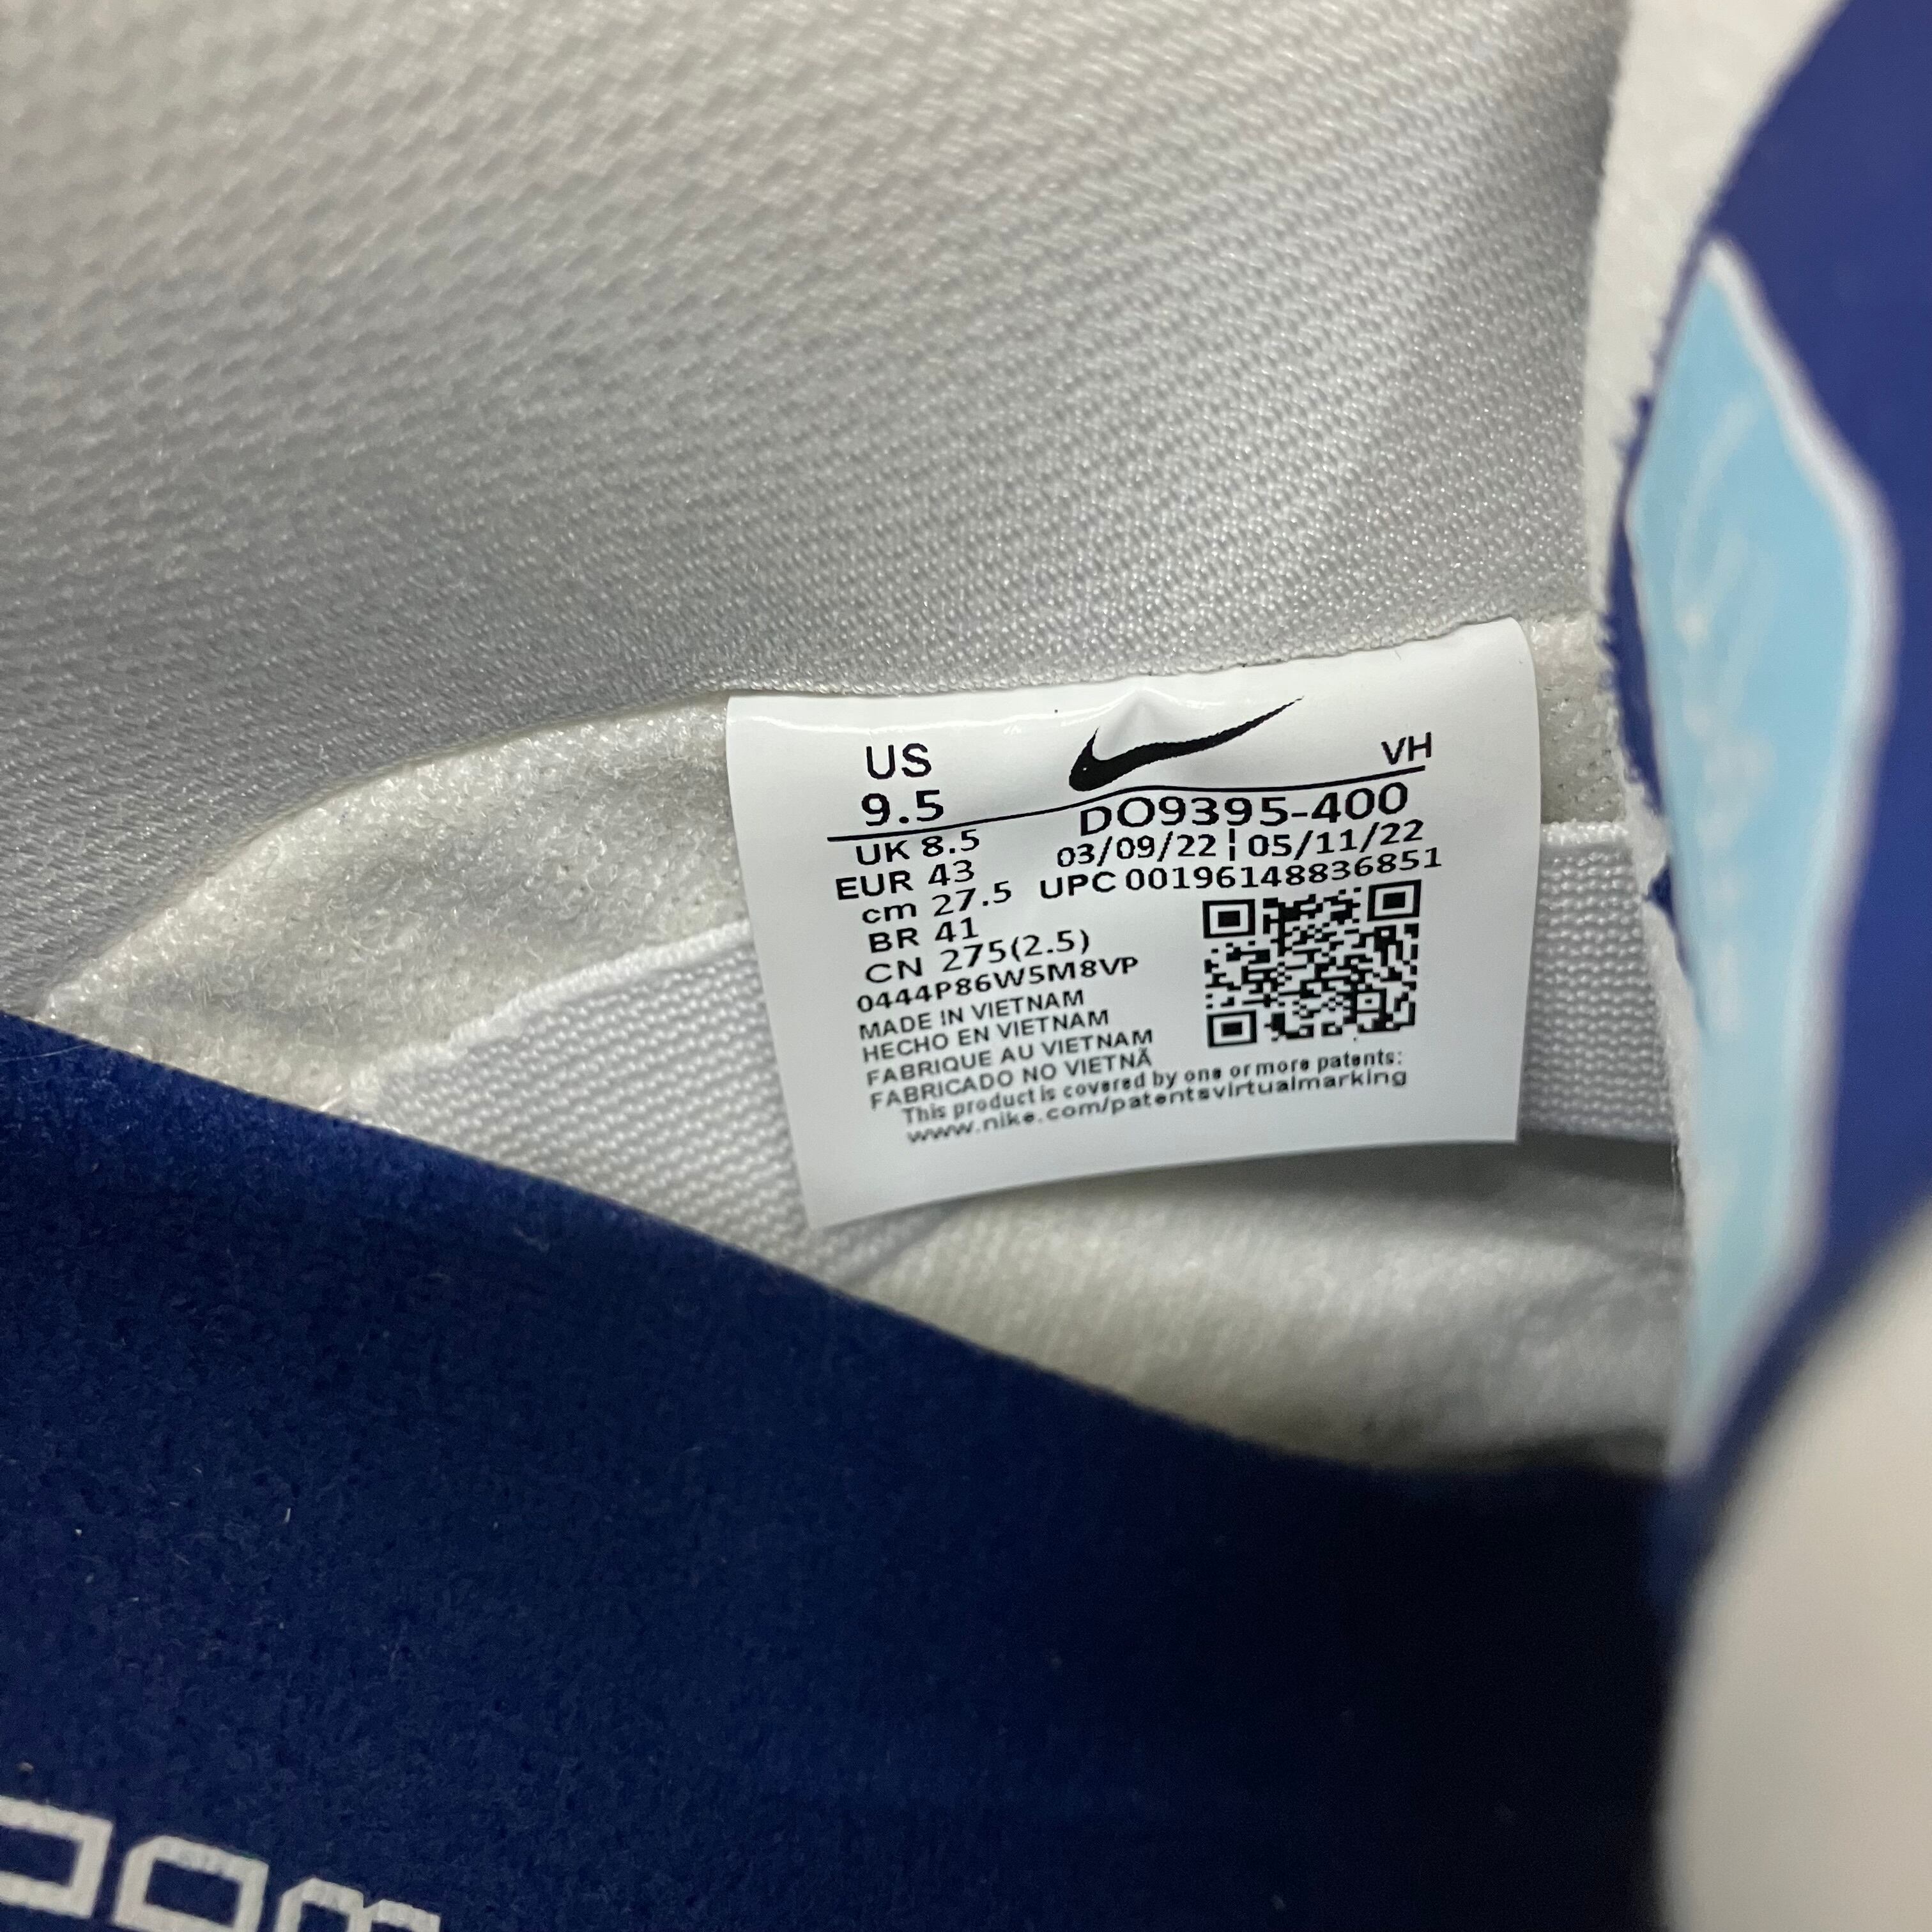 US
VH
9.5
DO9395-400
UK 8.5
03/09/22 ¦ 05/11/22
EUR 43
UPC 00196148836851
cm 27.5
BR 41
CN 275(2.5)
0444P86W5M8VP
MADE IN VIETNAM
HECHO EN VIETNAM
FABRIQUE AU VIETNAM
FABRICADO NO VIETNÃ
This product is covered by one or more patents:
www.nike.com/patentsvirtualmarking